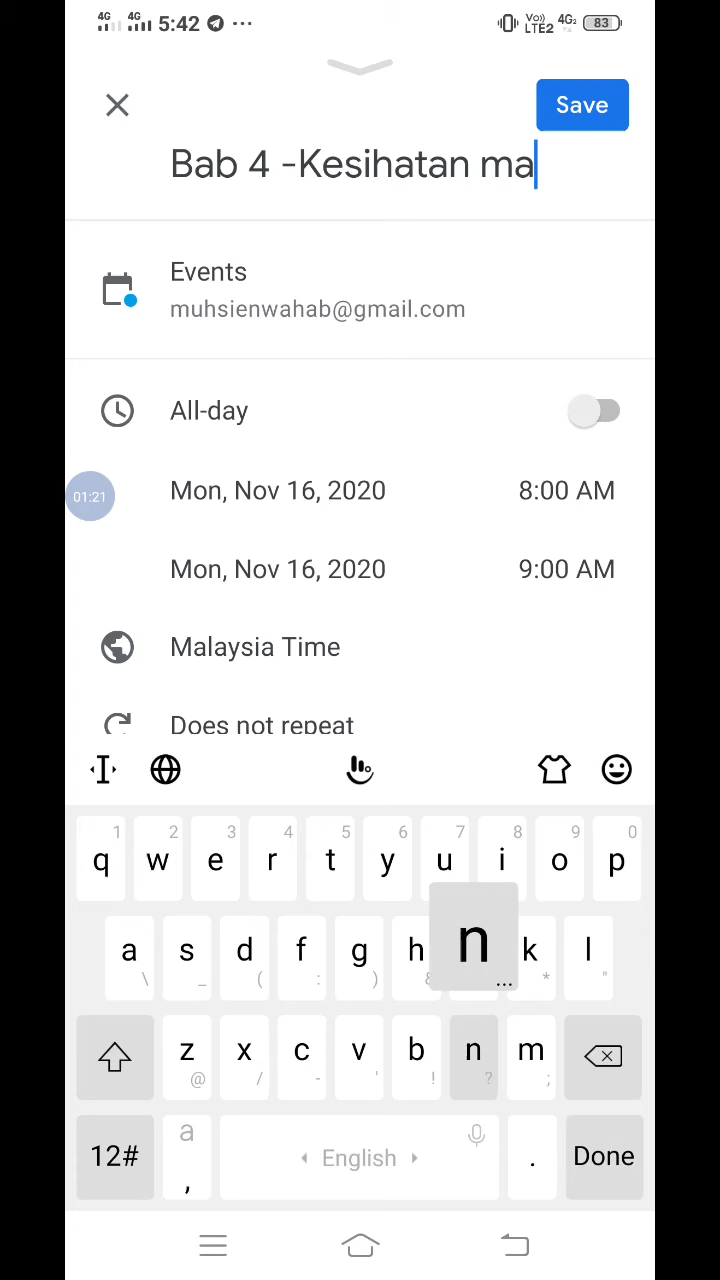 4G 4G 5:42 ... Vo)) LTE2 4G2 83
Save
Bab 4 -Kesihatan ma
Events
muhsienwahab@gmail.com
All-day
01:21
Mon, Nov 16, 2020 8:00 AM
Mon, Nov 16, 2020 9:00 AM
Malaysia Time
Does not repeat
1 2 3 4 5 6 7 8 9 0
q w e r t y u i o p
a s d f g h n k l
\ _ ( : ) & ... * "
z x c v b n m
@ / - ' ! ? ;
12# a , English . Done